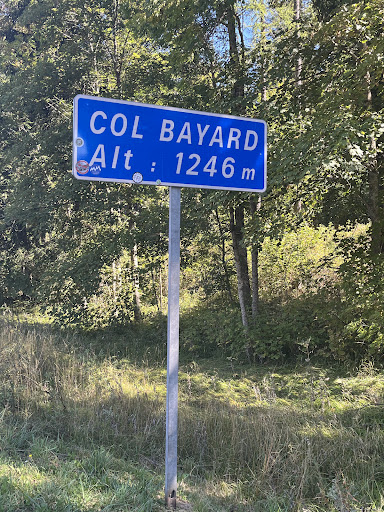 COL BAYARD
Alt : 1246 m